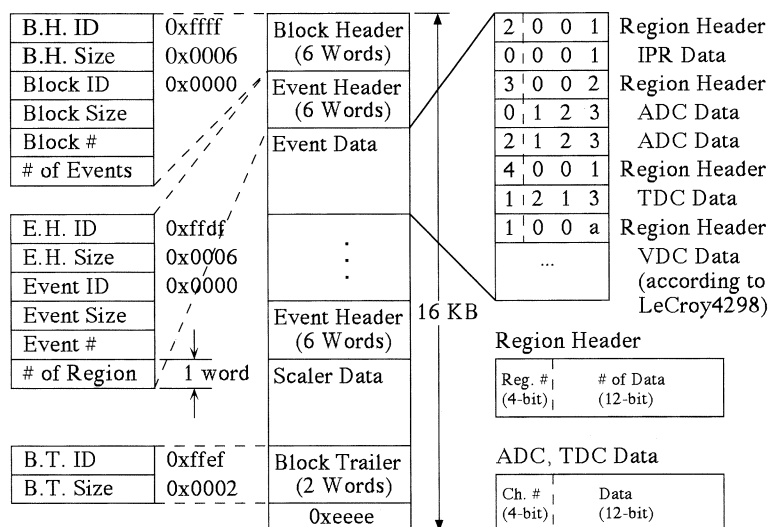 B.H. ID 0xffff
B.H. Size 0x0006
Block ID 0x0000
Block Size
Block #
# of Events
E.H. ID 0xffdf
E.H. Size 0x0006
Event ID 0x0000
Event Size
Event #
# of Region 1 word
B.T. ID 0xffef
B.T. Size 0x0002
Block Header
(6 Words)
Event Header
(6 Words)
Event Data
.
.
.
Event Header
(6 Words)
Scaler Data
Block Trailer
(2 Words)
0xeeee
16 KB
2 0 0 1 Region Header
0 0 0 1 IPR Data
3 0 0 2 Region Header
0 1 2 3 ADC Data
2 1 2 3 ADC Data
4 0 0 1 Region Header
1 2 1 3 TDC Data
1 0 0 a Region Header
... VDC Data
(according to
LeCroy4298)
Region Header
Reg. # # of Data
(4-bit) (12-bit)
ADC, TDC Data
Ch. # Data
(4-bit) (12-bit)